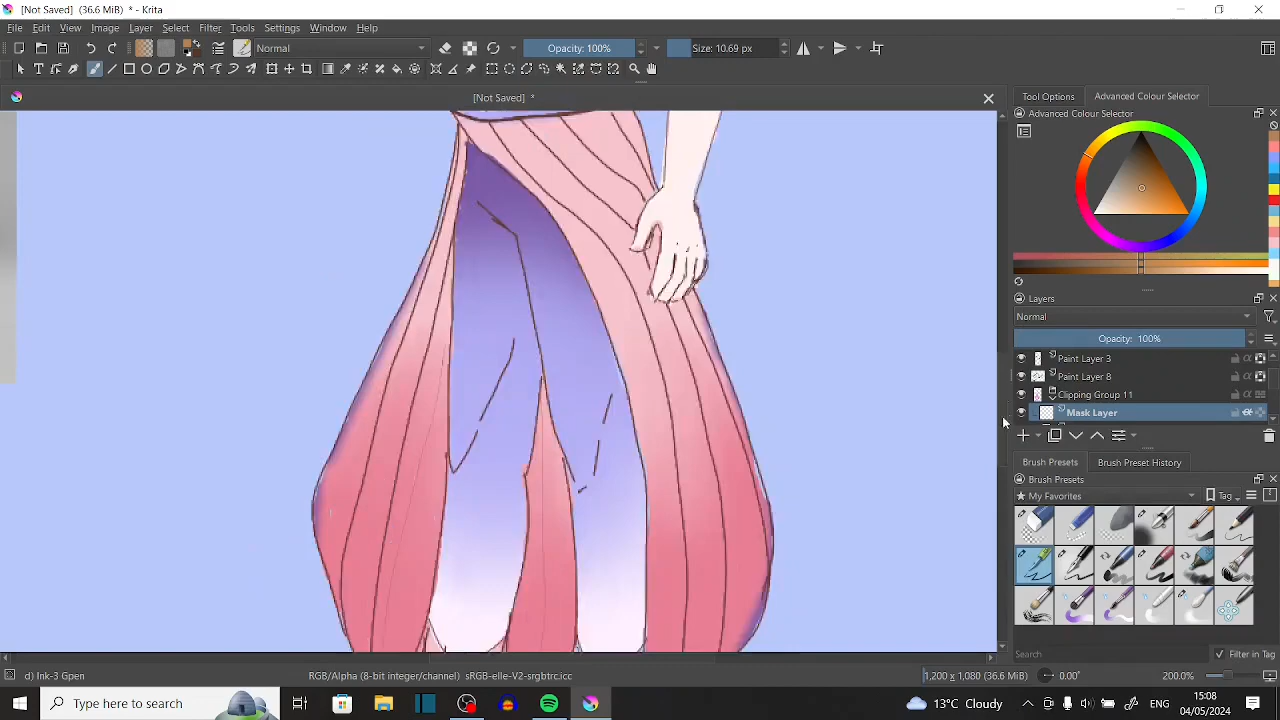 [Not Saved]  (36.6 MiB)  * - Krita
File Edit View Image Layer Select Filter Tools Settings Window Help
Normal Opacity: 100% Size: 10.69 px
[Not Saved] *
Tool Options Advanced Colour Selector
Advanced Colour Selector
Layers
Normal
Opacity: 100%
Paint Layer 3
Paint Layer 8
Clipping Group 11
Mask Layer
Brush Presets Brush Preset History
Brush Presets
My Favorites Tag
Search Filter in Tag
d) Ink-3 Gpen RGB/Alpha (8-bit integer/channel)  sRGB-elle-V2-srgbtrc.icc 1,200 x 1,080 (36.6 MiB) 0.00° 200.0%
Type here to search 13°C Cloudy ENG 15:08
04/05/2024